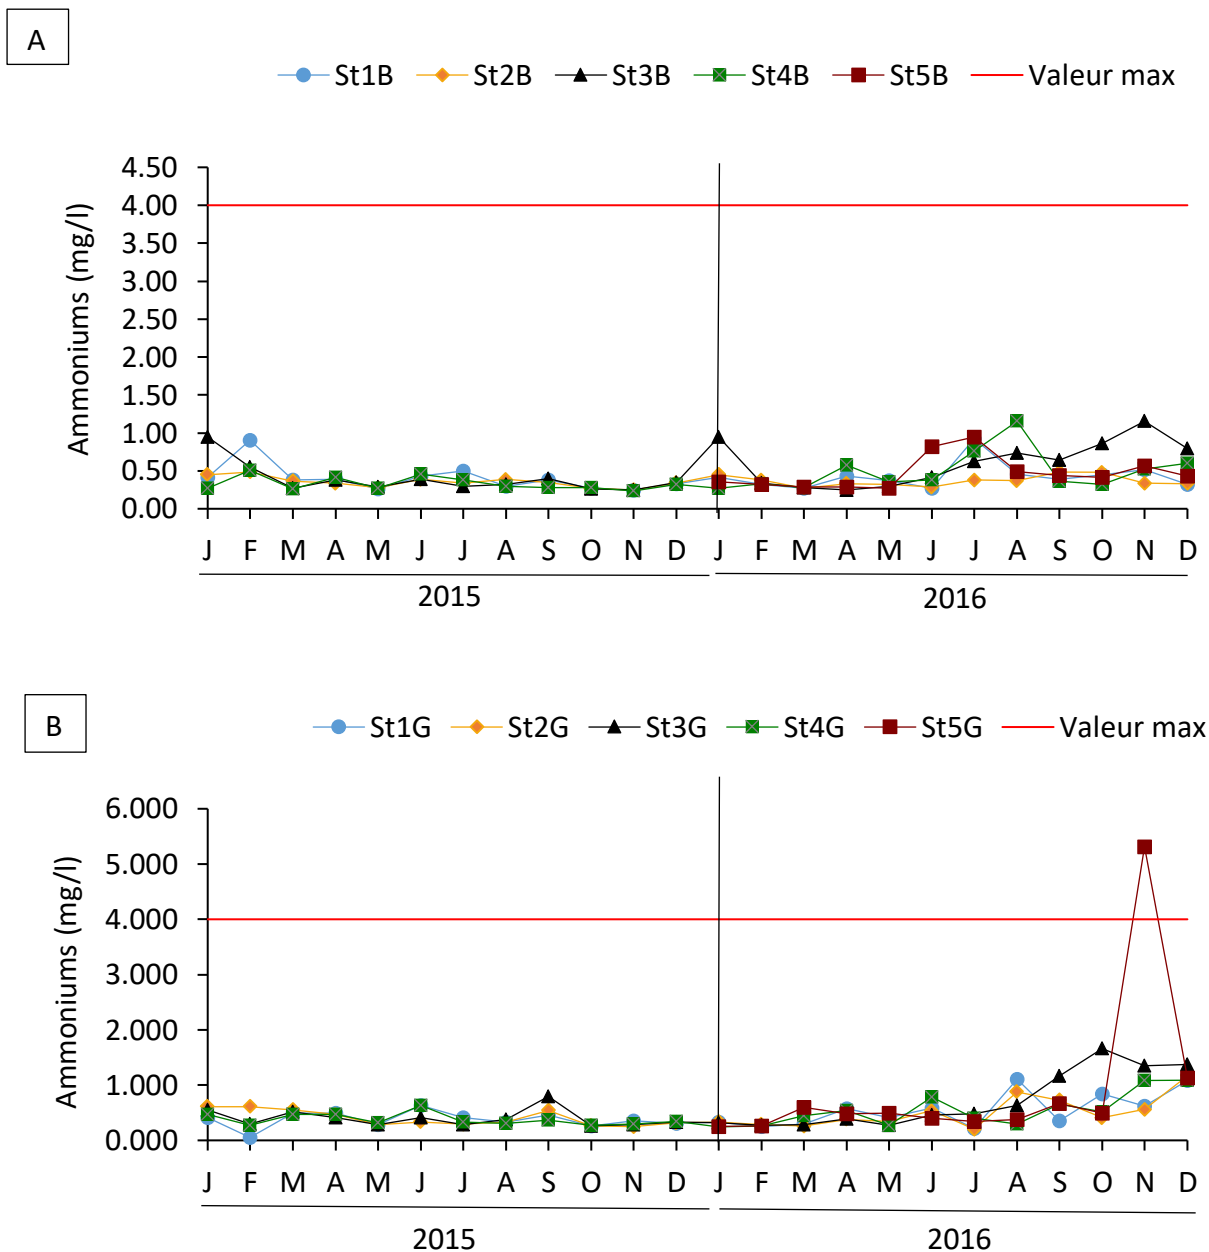 A
St1B St2B St3B St4B St5B Valeur max
Ammoniums (mg/l)
4.50
4.00
3.50
3.00
2.50
2.00
1.50
1.00
0.50
0.00
J F M A M J J A S O N D J F M A M J J A S O N D
2015 2016
B
St1G St2G St3G St4G St5G Valeur max
Ammoniums (mg/l)
6.000
5.000
4.000
3.000
2.000
1.000
0.000
J F M A M J J A S O N D J F M A M J J A S O N D
2015 2016